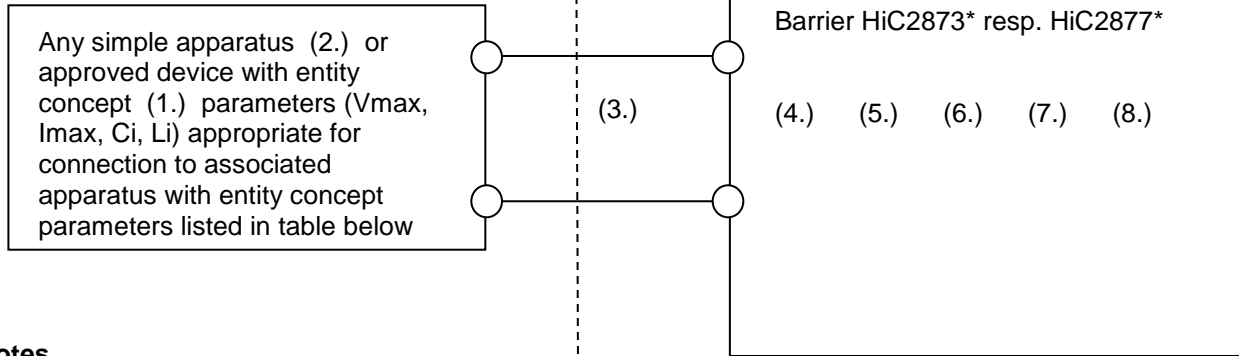 Barrier HiC2873* resp. HiC2877*
Any simple apparatus (2.) or
approved device with entity
concept (1.) parameters (Vmax,
Imax, Ci, Li) appropriate for
connection to associated
apparatus with entity concept
parameters listed in table below
(3.)
(4.) (5.) (6.) (7.) (8.)
otes